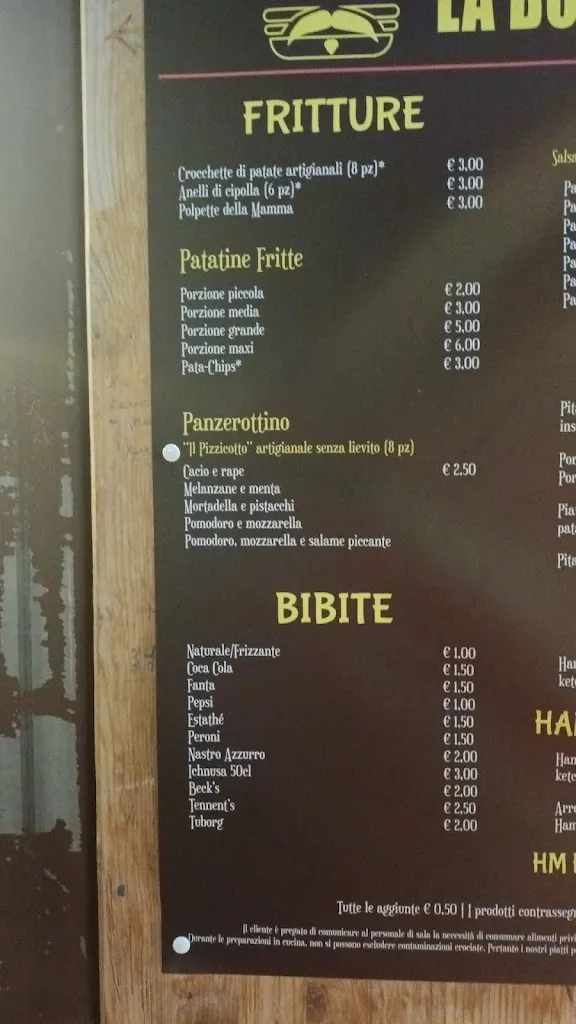 LA
FRITTURE
Crocchette di patate artigianali (8 pz)* € 3,00
Anelli di cipolla (6 pz)* € 3,00
Polpette della Mamma € 3,00
Patatine Fritte
Porzione piccola € 2,00
Porzione media € 3,00
Porzione grande € 5,00
Porzione maxi € 6,00
Pata-Chips* € 3,00
Panzerottino
"Il Pizzicotto" artigianale senza lievito (8 pz)
Cacio e rape € 2,50
Melanzane e menta
Mortadella e pistacchi
Pomodoro e mozzarella
Pomodoro, mozzarella e salame piccante
BIBITE
Naturale/Frizzante € 1,00
Coca Cola € 1,50
Fanta € 1,50
Pepsi € 1,00
Estathé € 1,50
Peroni € 1,50
Nastro Azzurro € 2,00
Ichnusa 50cl € 3,00
Beck's € 2,00
Tennent's € 2,50
Tuborg € 2,00
Salsa
HM
Tutte le aggiunte € 0,50 | I prodotti contrassegn
Il cliente è pregato di comunicare al personale di sala la necessità di consumare alimenti privi
Durante le preparazioni in cucina, non si possono escludere contaminazioni crociate. Pertanto i nostri piatti p